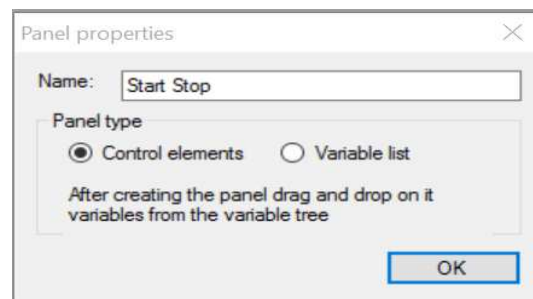 Panel properties
Name: Start Stop
Panel type
Control elements Variable list
After creating the panel drag and drop on it
variables from the variable tree
OK